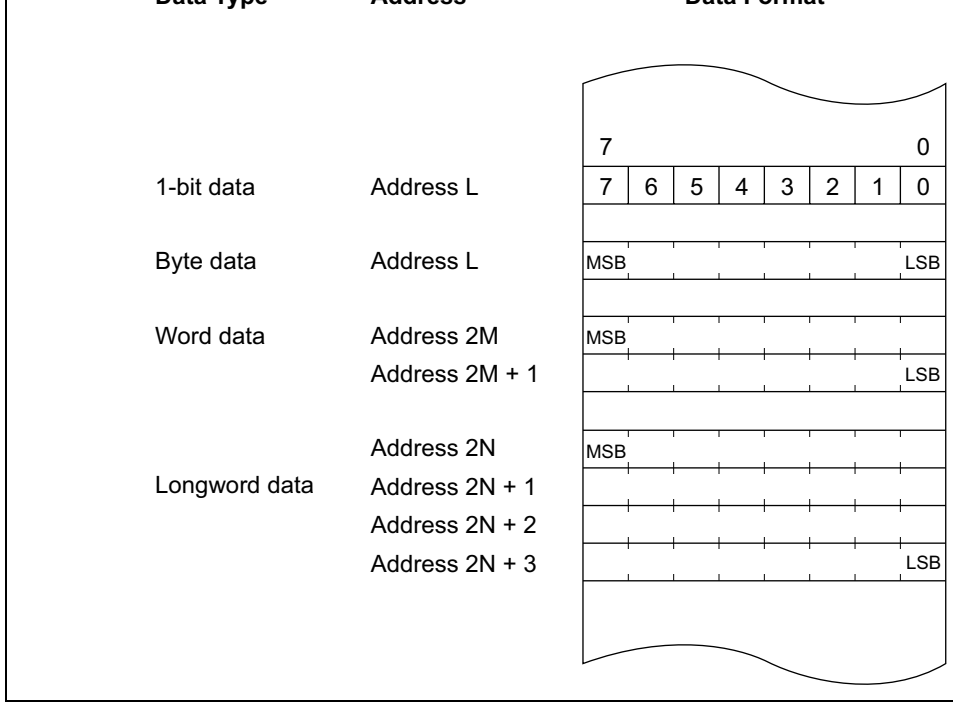 Data Type Address Data Format
7 0
1-bit data Address L 7 6 5 4 3 2 1 0
Byte data Address L MSB LSB
Word data Address 2M MSB
Address 2M + 1 LSB
Address 2N MSB
Longword data Address 2N + 1
Address 2N + 2
Address 2N + 3 LSB